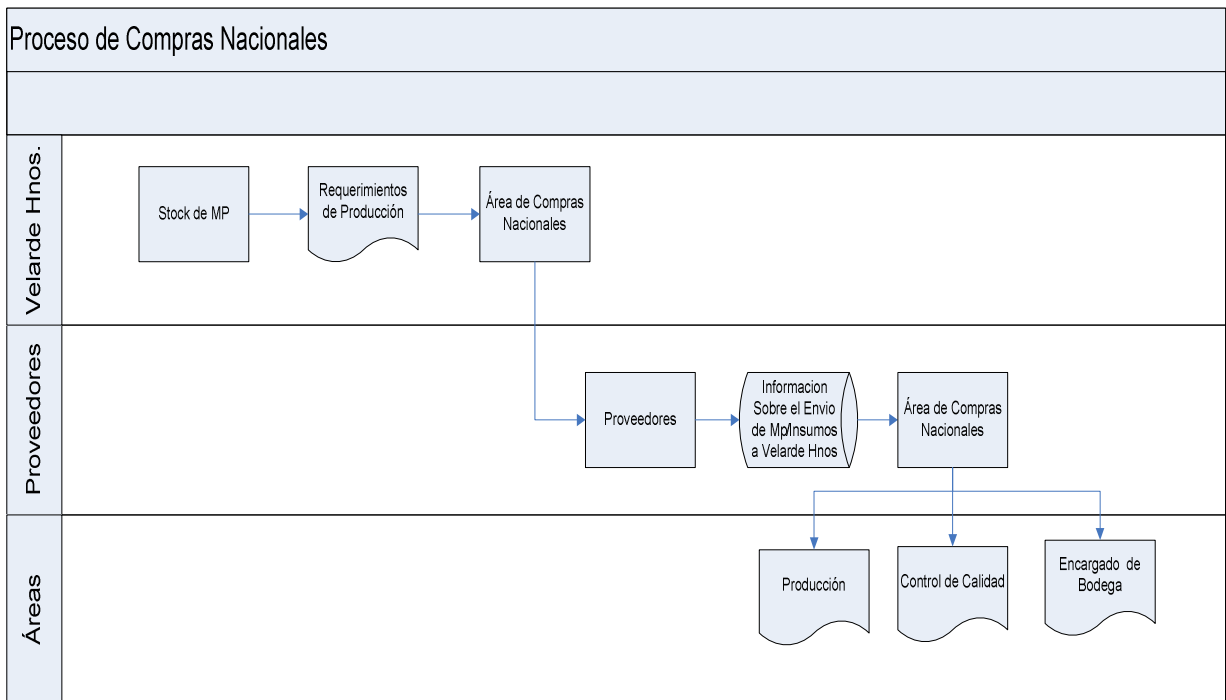 Proceso de Compras Nacionales
Velarde Hnos.
Stock de MP
Requerimientos
de Producción
Área de Compras
Nacionales
Proveedores
Proveedores
Informacion
Sobre el Envio
de Mp/Insumos
a Velarde Hnos
Área de Compras
Nacionales
Áreas
Producción
Control de Calidad
Encargado de
Bodega